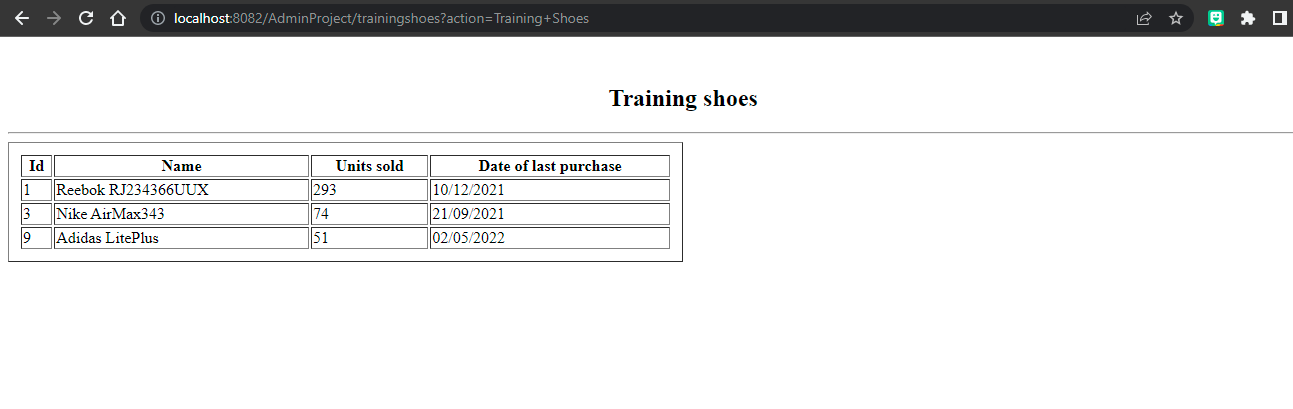 localhost:8082/AdminProject/trainingshoes?action=Training+Shoes
Training shoes
Id Name Units sold Date of last purchase
1 Reebok RJ234366UUX 293 10/12/2021
3 Nike AirMax343 74 21/09/2021
9 Adidas LitePlus 51 02/05/2022